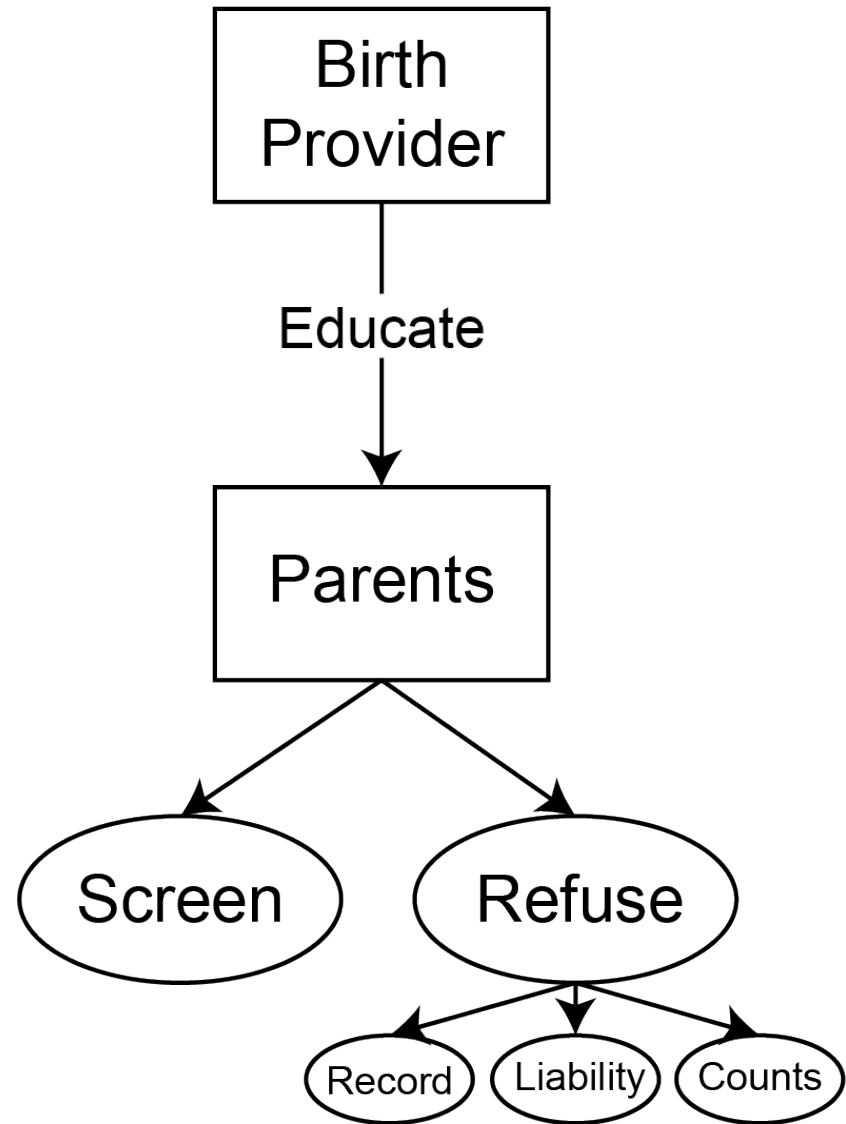 Birth
Provider
Educate
Parents
Screen
Refuse
Record
Liability
Counts